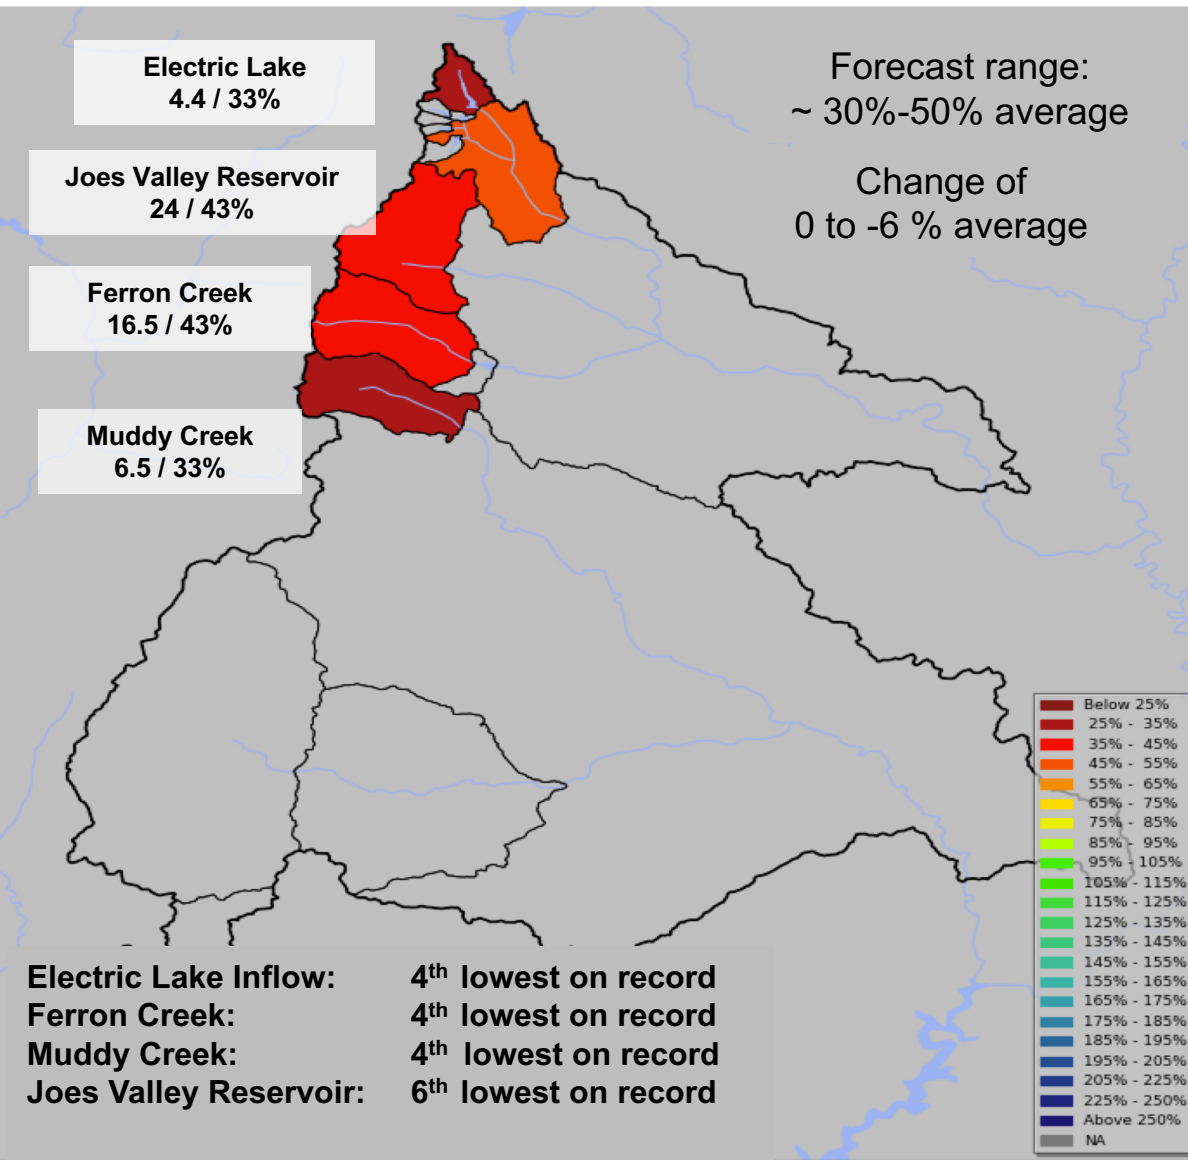 Electric Lake
4.4 / 33%
Joes Valley Reservoir
24 / 43%
Ferron Creek
16.5 / 43%
Muddy Creek
6.5 / 33%
Forecast range:
~ 30%-50% average
Change of
0 to -6 % average
Below 25%
25% - 35%
35% - 45%
45% - 55%
55% - 65%
65% - 75%
75% - 85%
85% - 95%
95% - 105%
105% - 115%
115% - 125%
125% - 135%
135% - 145%
145% - 155%
155% - 165%
165% - 175%
175% - 185%
185% - 195%
195% - 205%
205% - 225%
225% - 250%
Above 250%
NA
Electric Lake Inflow: 4th lowest on record
Ferron Creek: 4th lowest on record
Muddy Creek: 4th lowest on record
Joes Valley Reservoir: 6th lowest on record